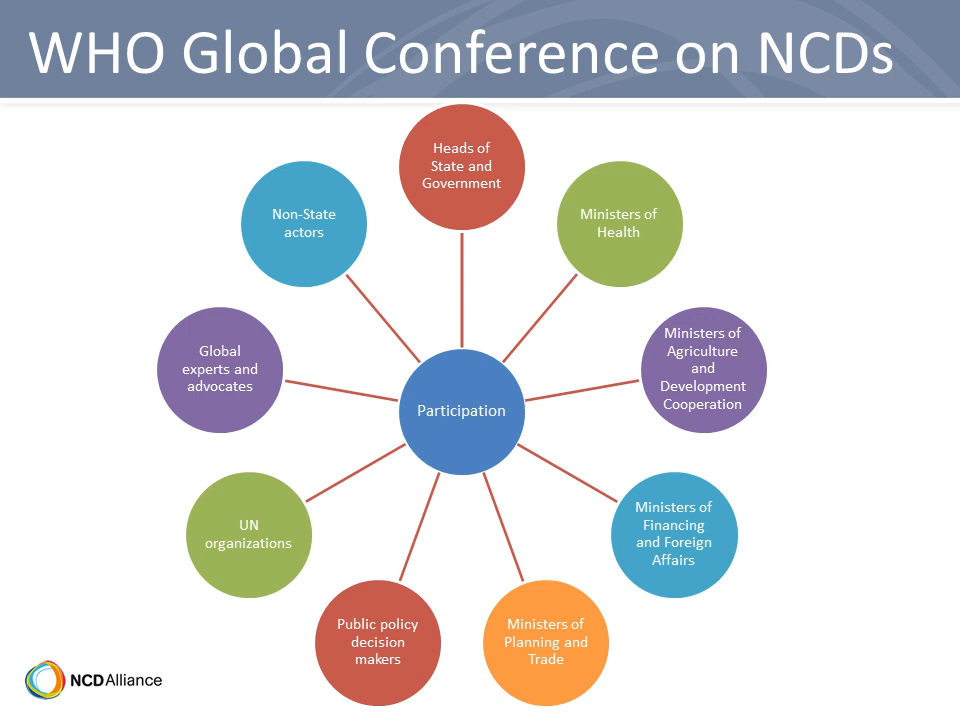 WHO Global Conference on NCDs
Heads of
State and
Government
Ministers of
Health
Ministers of
Agriculture
and
Development
Cooperation
Ministers of
Financing
and Foreign
Affairs
Ministers of
Planning and
Trade
Public policy
decision
makers
UN
organizations
Global
experts and
advocates
Non-State
actors
Participation
NCDAlliance